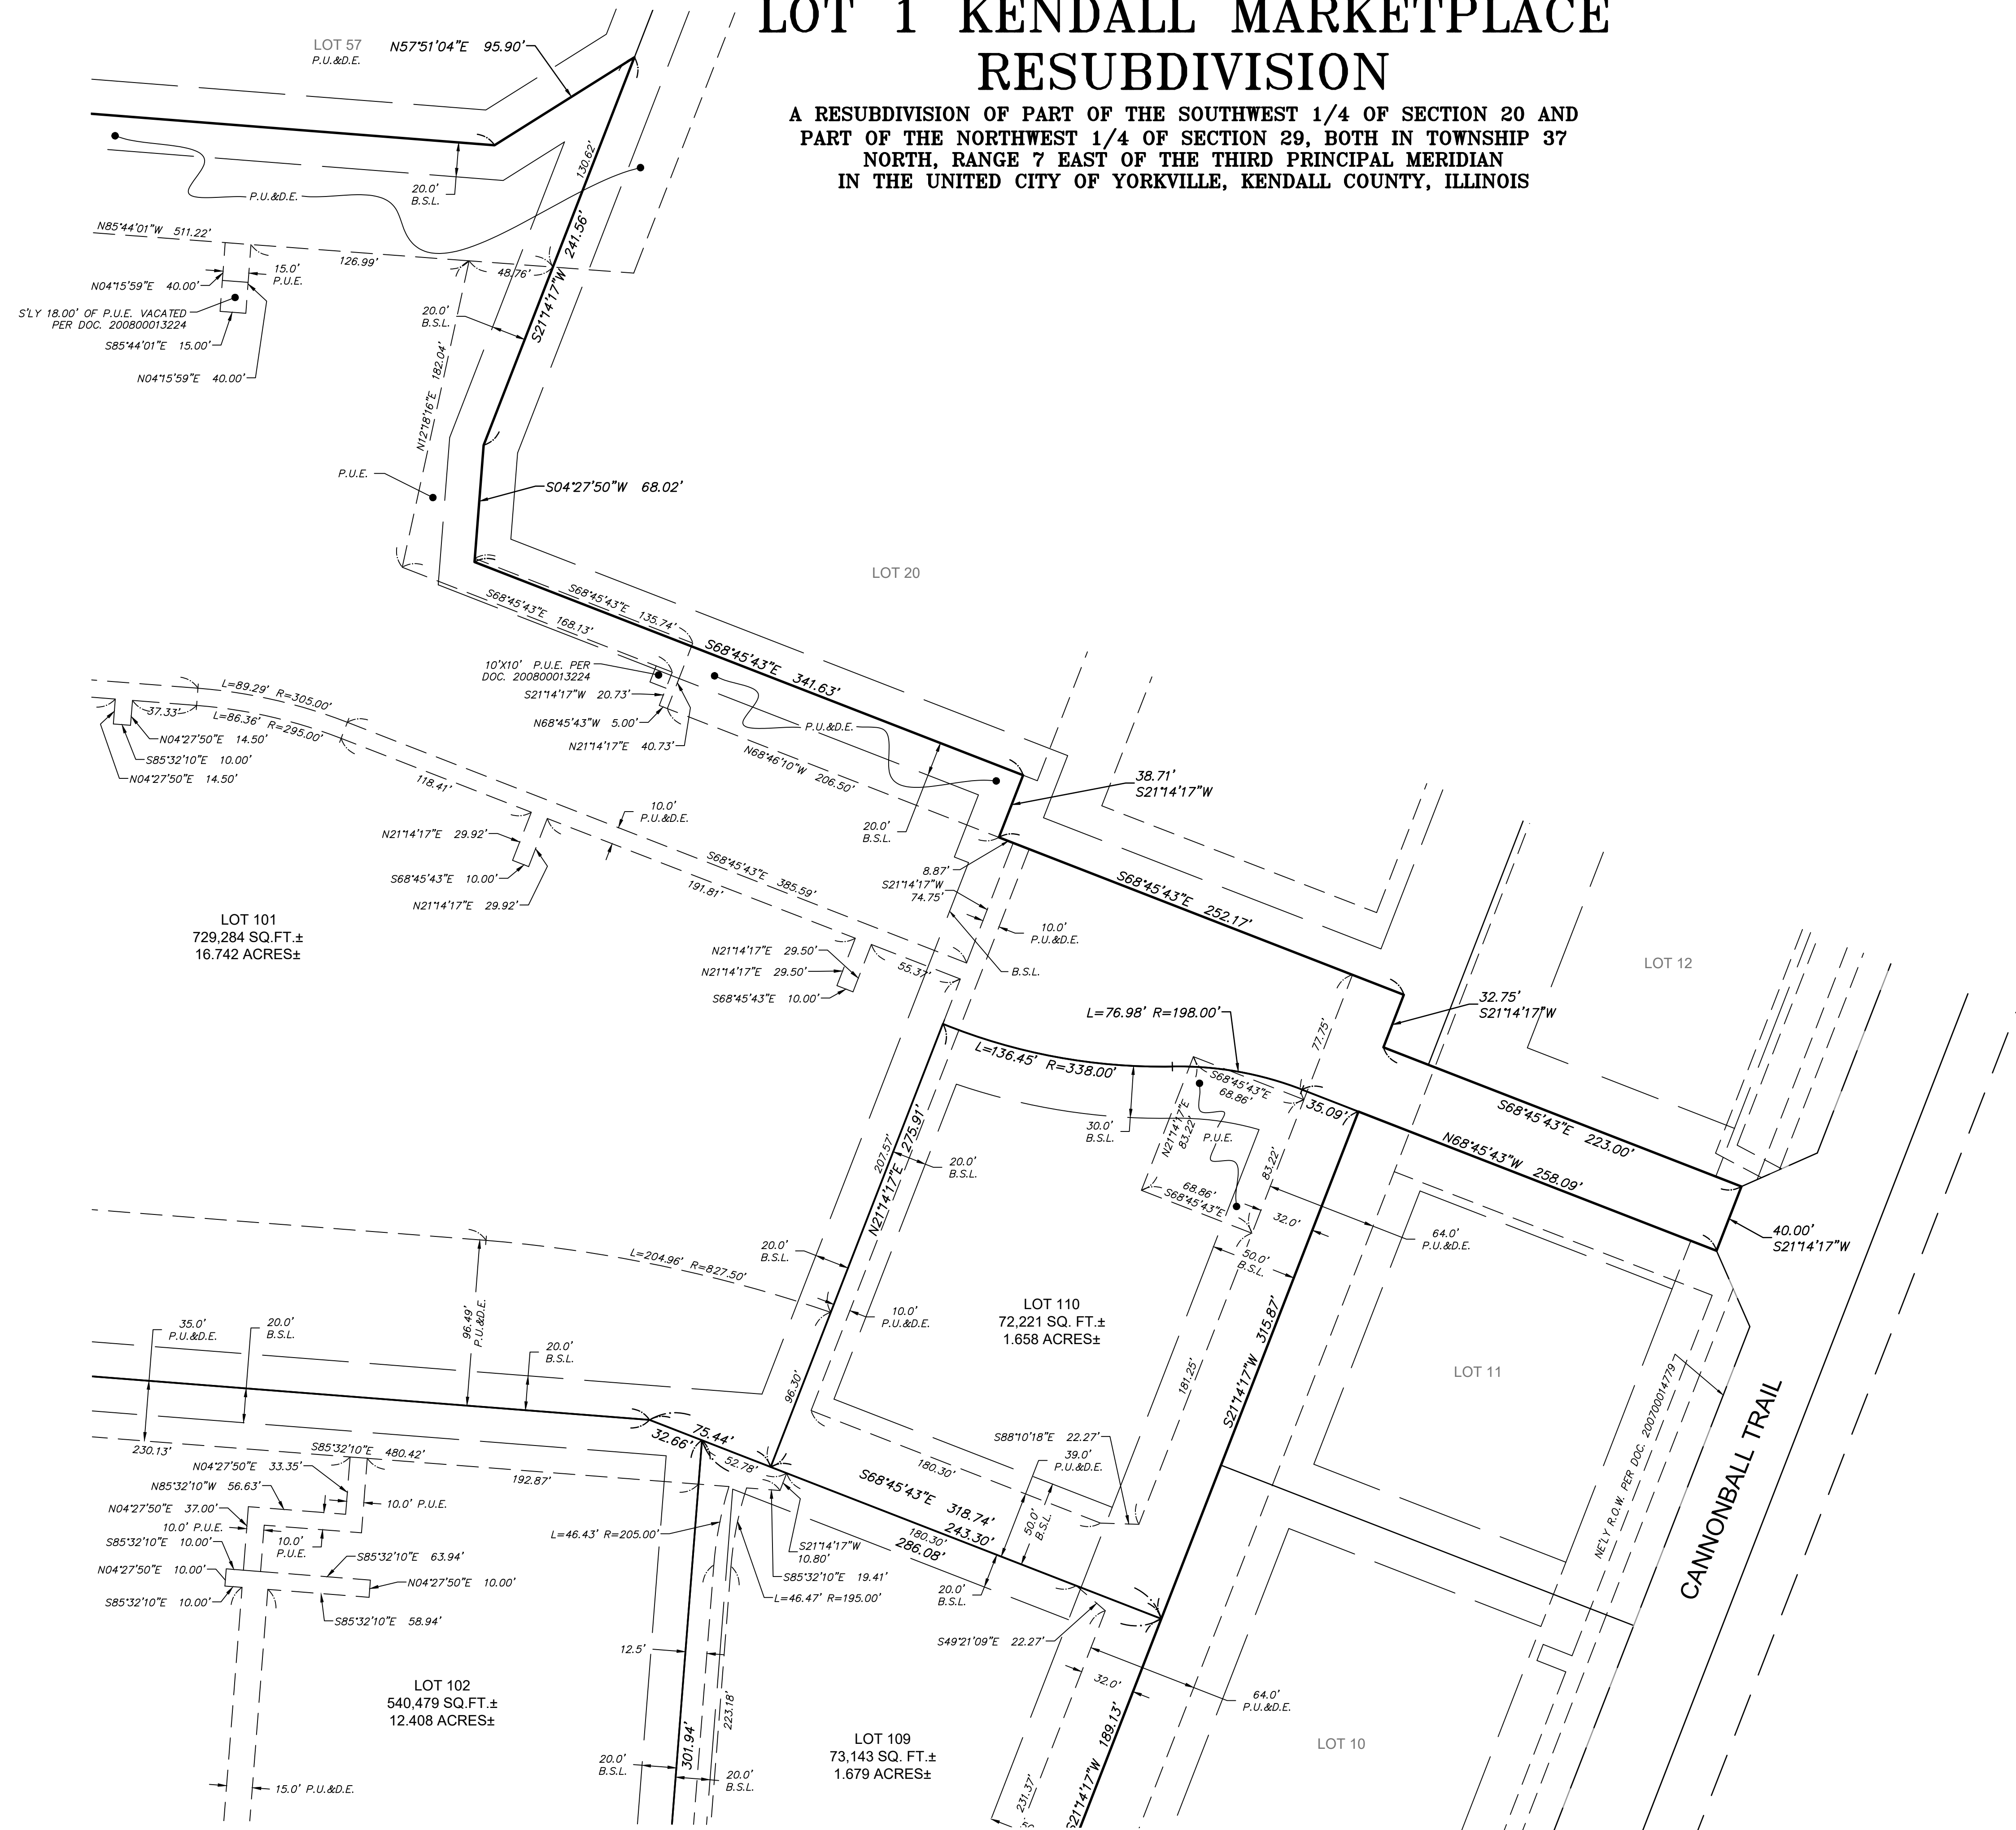 LOT 1 KENDALL MARKETPLACE
RESUBDIVISION
A RESUBDIVISION OF PART OF THE SOUTHWEST 1/4 OF SECTION 20 AND
PART OF THE NORTHWEST 1/4 OF SECTION 29, BOTH IN TOWNSHIP 37
NORTH, RANGE 7 EAST OF THE THIRD PRINCIPAL MERIDIAN
IN THE UNITED CITY OF YORKVILLE, KENDALL COUNTY, ILLINOIS
LOT 57
P.U.&D.E.
N57°51'04"E 95.90'
130.62'
20.0'
B.S.L.
P.U.&D.E.
S21°14'17"W 241.56'
N85°44'01"W 511.22'
126.99'
48.76'
15.0'
P.U.E.
N04°15'59"E 40.00'
S'LY 18.00' OF P.U.E. VACATED
PER DOC. 200800013224
S85°44'01"E 15.00'
N04°15'59"E 40.00'
20.0'
B.S.L.
N12°18'16"E 182.04'
P.U.E.
S04°27'50"W 68.02'
LOT 20
S68°45'43"E 135.74'
S68°45'43"E 168.13'
S68°45'43"E 341.63'
10'X10' P.U.E. PER
DOC. 200800013224
S21°14'17"W 20.73'
N68°45'43"W 5.00'
N21°14'17"E 40.73'
P.U.&D.E.
N68°46'10"W 206.50'
38.71'
S21°14'17"W
L=89.29' R=305.00'
37.33'
L=86.36' R=295.00'
N04°27'50"E 14.50'
S85°32'10"E 10.00'
N04°27'50"E 14.50'
118.41'
10.0'
P.U.&D.E.
20.0'
B.S.L.
N21°14'17"E 29.92'
S68°45'43"E 10.00'
N21°14'17"E 29.92'
S68°45'43"E 385.59'
191.81'
8.87'
S21°14'17"W
74.75'
S68°45'43"E 252.17'
10.0'
P.U.&D.E.
B.S.L.
LOT 101
729,284 SQ.FT.±
16.742 ACRES±
N21°14'17"E 29.50'
N21°14'17"E 29.50'
S68°45'43"E 10.00'
55.37'
LOT 12
32.75'
S21°14'17"W
L=76.98' R=198.00'
77.75'
L=136.45' R=338.00'
S68°45'43"E
68.86'
35.09'
S68°45'43"E 223.00'
30.0'
B.S.L.
N21°14'17"E
83.22'
P.U.E.
83.22'
N68°45'43"W 258.09'
207.57'
N21°14'17"E 275.91'
20.0'
B.S.L.
68.86'
S68°45'43"E
32.0'
64.0'
P.U.&D.E.
40.00'
S21°14'17"W
20.0'
B.S.L.
50.0'
B.S.L.
L=204.96' R=827.50'
10.0'
P.U.&D.E.
LOT 110
72,221 SQ. FT.±
1.658 ACRES±
S21°14'17"W 315.87'
96.49'
P.U.&D.E.
35.0'
P.U.&D.E.
20.0'
B.S.L.
20.0'
B.S.L.
96.30'
181.25'
LOT 11
NE'LY R.O.W. PER DOC. 200700014779
CANNONBALL TRAIL
75.44'
32.66'
52.78'
230.13'
S85°32'10"E 480.42'
192.87'
N04°27'50"E 33.35'
N85°32'10"W 56.63'
N04°27'50"E 37.00'
10.0' P.U.E.
10.0' P.U.E.
10.0'
P.U.E.
S85°32'10"E 10.00'
N04°27'50"E 10.00'
S85°32'10"E 10.00'
S85°32'10"E 63.94'
N04°27'50"E 10.00'
S85°32'10"E 58.94'
180.30'
S88°10'18"E 22.27'
39.0'
P.U.&D.E.
50.0'
B.S.L.
S68°45'43"E 318.74'
243.30'
180.30'
286.08'
L=46.43' R=205.00'
S21°14'17"W
10.80'
S85°32'10"E 19.41'
L=46.47' R=195.00'
20.0'
B.S.L.
S49°21'09"E 22.27'
12.5'
32.0'
64.0'
P.U.&D.E.
LOT 102
540,479 SQ.FT.±
12.408 ACRES±
301.94'
223.18'
20.0'
B.S.L.
20.0'
B.S.L.
LOT 109
73,143 SQ. FT.±
1.679 ACRES±
231.37'
S21°14'17"W 189.13'
LOT 10
15.0' P.U.&D.E.